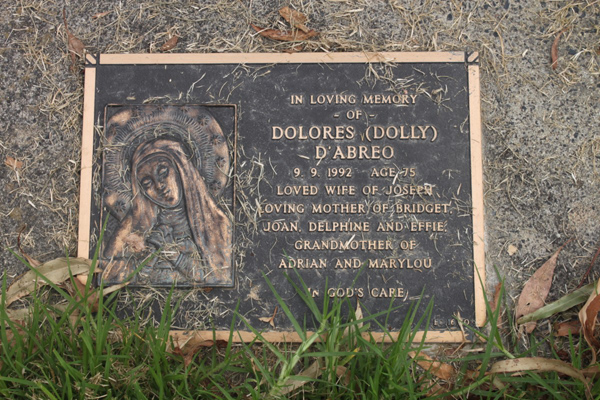 IN LOVING MEMORY
- OF -
DOLORES (DOLLY)
D'ABREO
9. 9. 1992 AGE 75
LOVED WIFE OF JOSEPH
LOVING MOTHER OF BRIDGET,
JOAN, DELPHINE AND EFFIE.
GRANDMOTHER OF
ADRIAN AND MARYLOU
IN GOD'S CARE